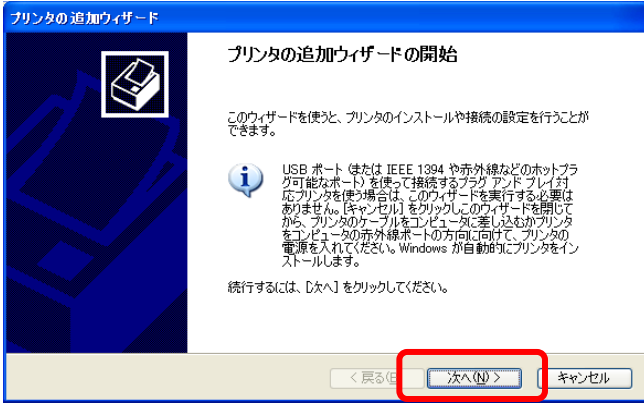 プリンタの追加ウィザード
プリンタの追加ウィザードの開始
このウィザードを使うと、プリンタのインストールや接続の設定を行うことが
できます。
USB ポート (または IEEE 1394 や赤外線などのホットプラ
グ可能なポート) を使って接続するプラグ アンド プレイ対
応プリンタを使う場合は、このウィザードを実行する必要は
ありません。[キャンセル] をクリックしこのウィザードを閉じて
から、プリンタのケーブルをコンピュータに差し込むかプリンタ
をコンピュータの赤外線ポートの方向に向けて、プリンタの
電源を入れてください。Windows が自動的にプリンタをイン
ストールします。
続行するには、[次へ] をクリックしてください。
< 戻る(B
次へ(N) >
キャンセル